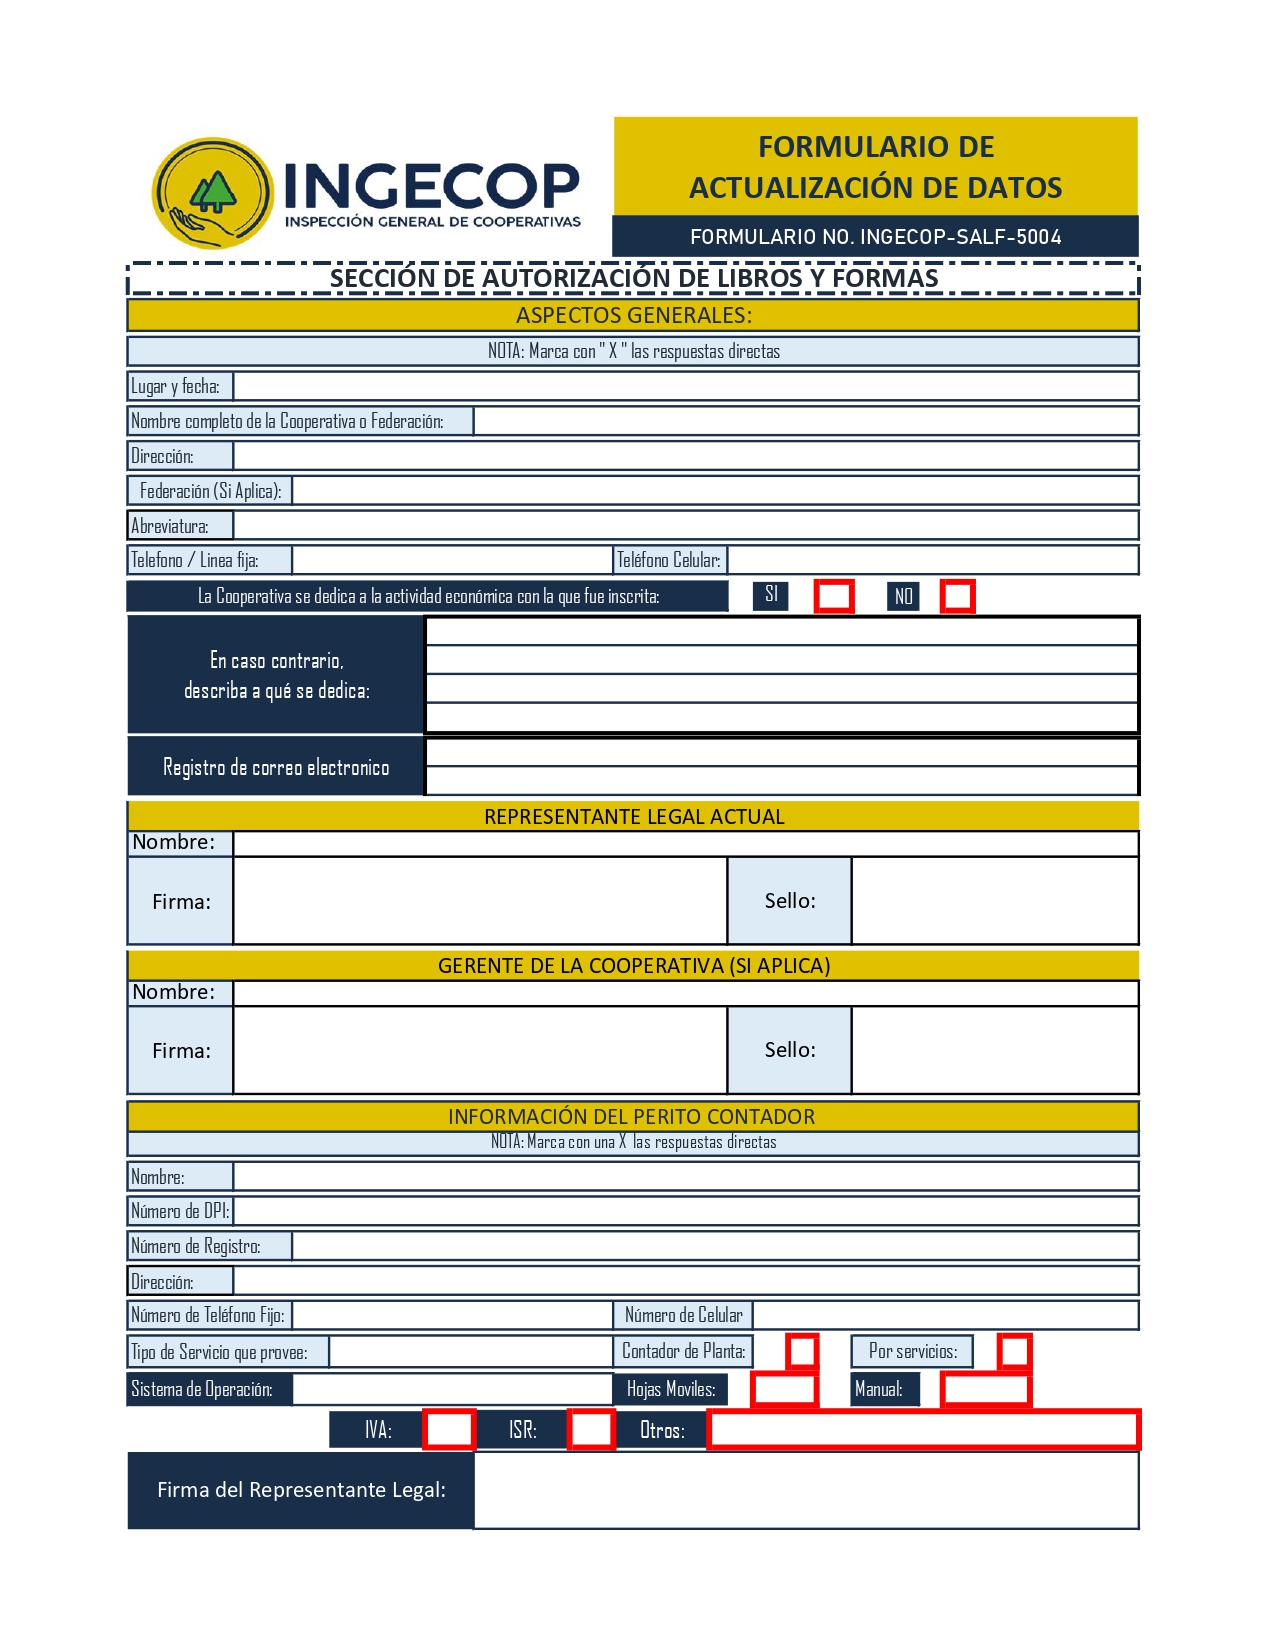 INGECOP
INSPECCIÓN GENERAL DE COOPERATIVAS
FORMULARIO DE
ACTUALIZACIÓN DE DATOS
FORMULARIO NO. INGECOP-SALF-5004
SECCIÓN DE AUTORIZACIÓN DE LIBROS Y FORMAS
ASPECTOS GENERALES:
NOTA: Marca con " X " las respuestas directas
Lugar y fecha:
Nombre completo de la Cooperativa o Federación:
Dirección:
Federación (Si Aplica):
Abreviatura:
Telefono / Linea fija: Teléfono Celular:
La Cooperativa se dedica a la actividad económica con la que fue inscrita: SI NO
En caso contrario,
describa a qué se dedica:
Registro de correo electronico
REPRESENTANTE LEGAL ACTUAL
Nombre:
Firma: Sello:
GERENTE DE LA COOPERATIVA (SI APLICA)
Nombre:
Firma: Sello:
INFORMACIÓN DEL PERITO CONTADOR
NOTA: Marca con una X las respuestas directas
Nombre:
Número de DPI:
Número de Registro:
Dirección:
Número de Teléfono Fijo: Número de Celular
Tipo de Servicio que provee: Contador de Planta: Por servicios:
Sistema de Operación: Hojas Moviles: Manual:
IVA: ISR: Otros:
Firma del Representante Legal: